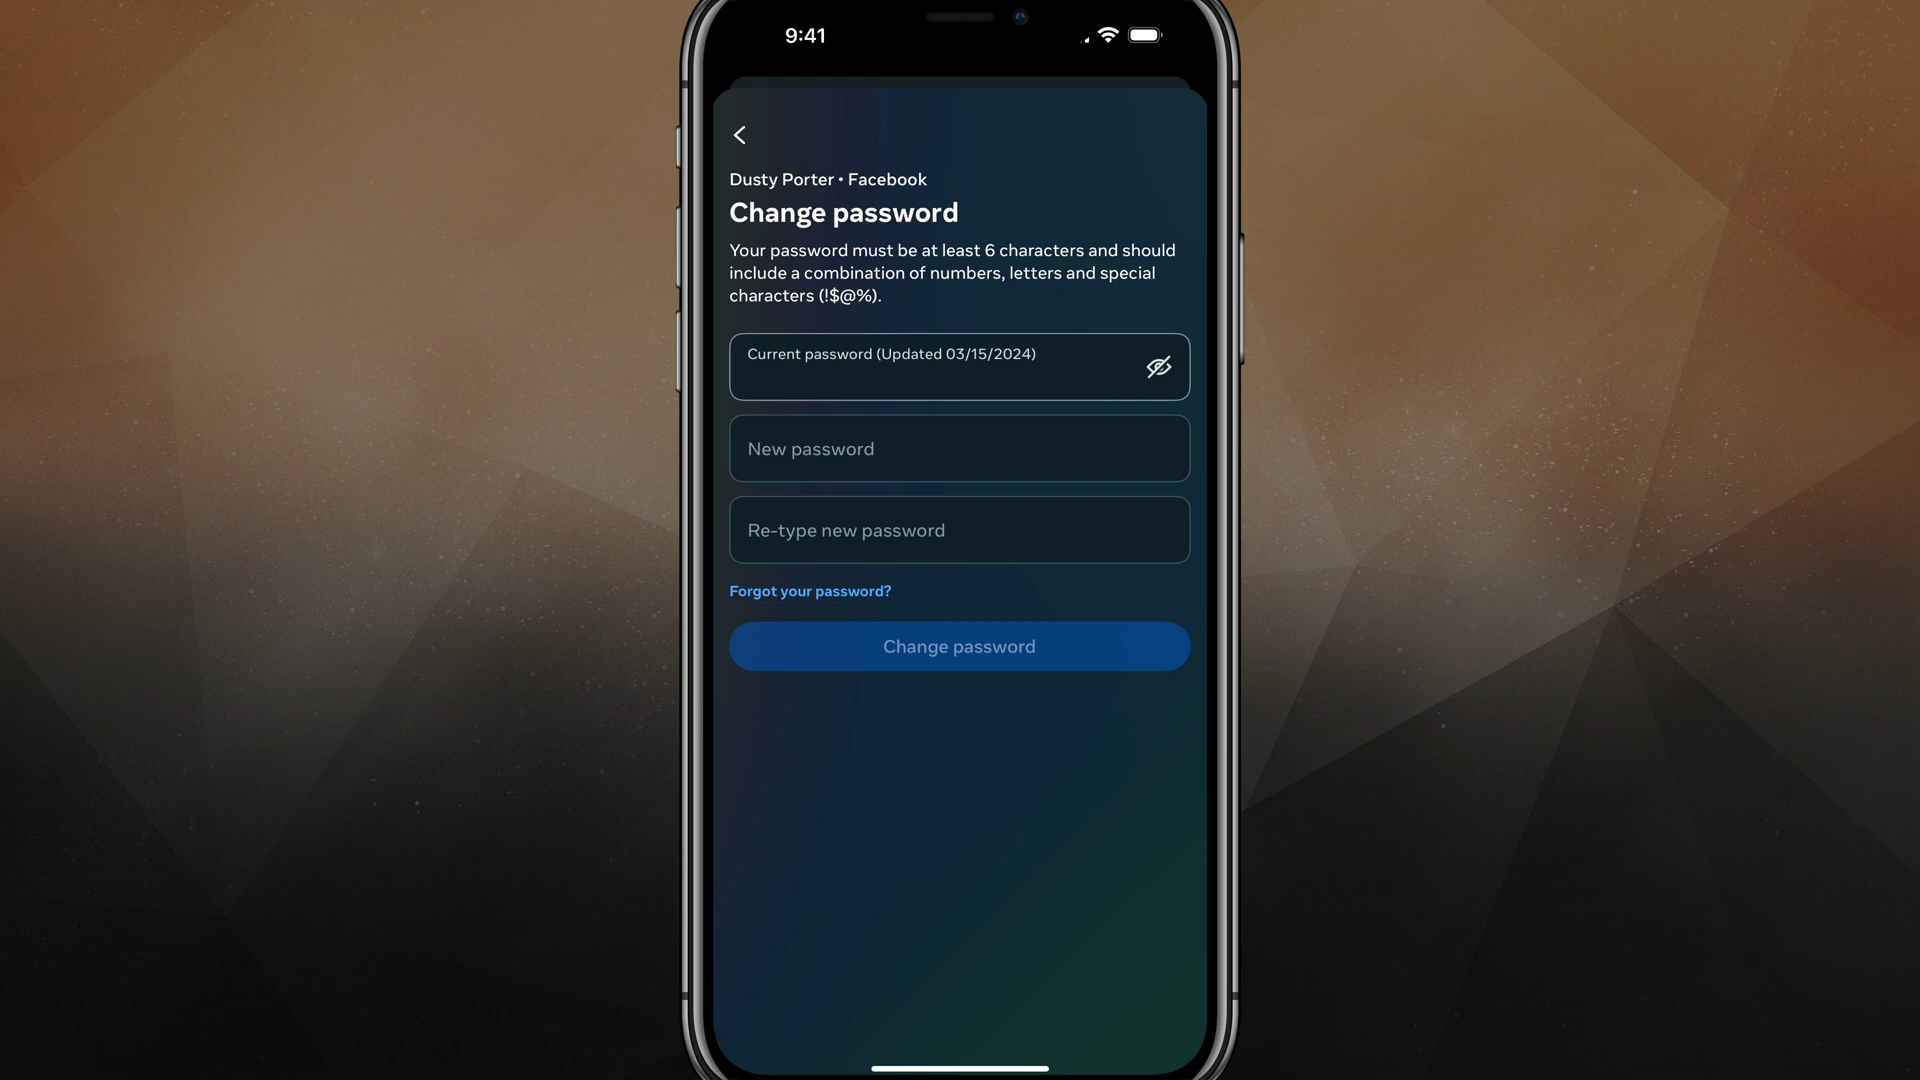 9:41
Dusty Porter • Facebook
Change password
Your password must be at least 6 characters and should
include a combination of numbers, letters and special
characters (!$@%).
Current password (Updated 03/15/2024)
New password
Re-type new password
Forgot your password?
Change password